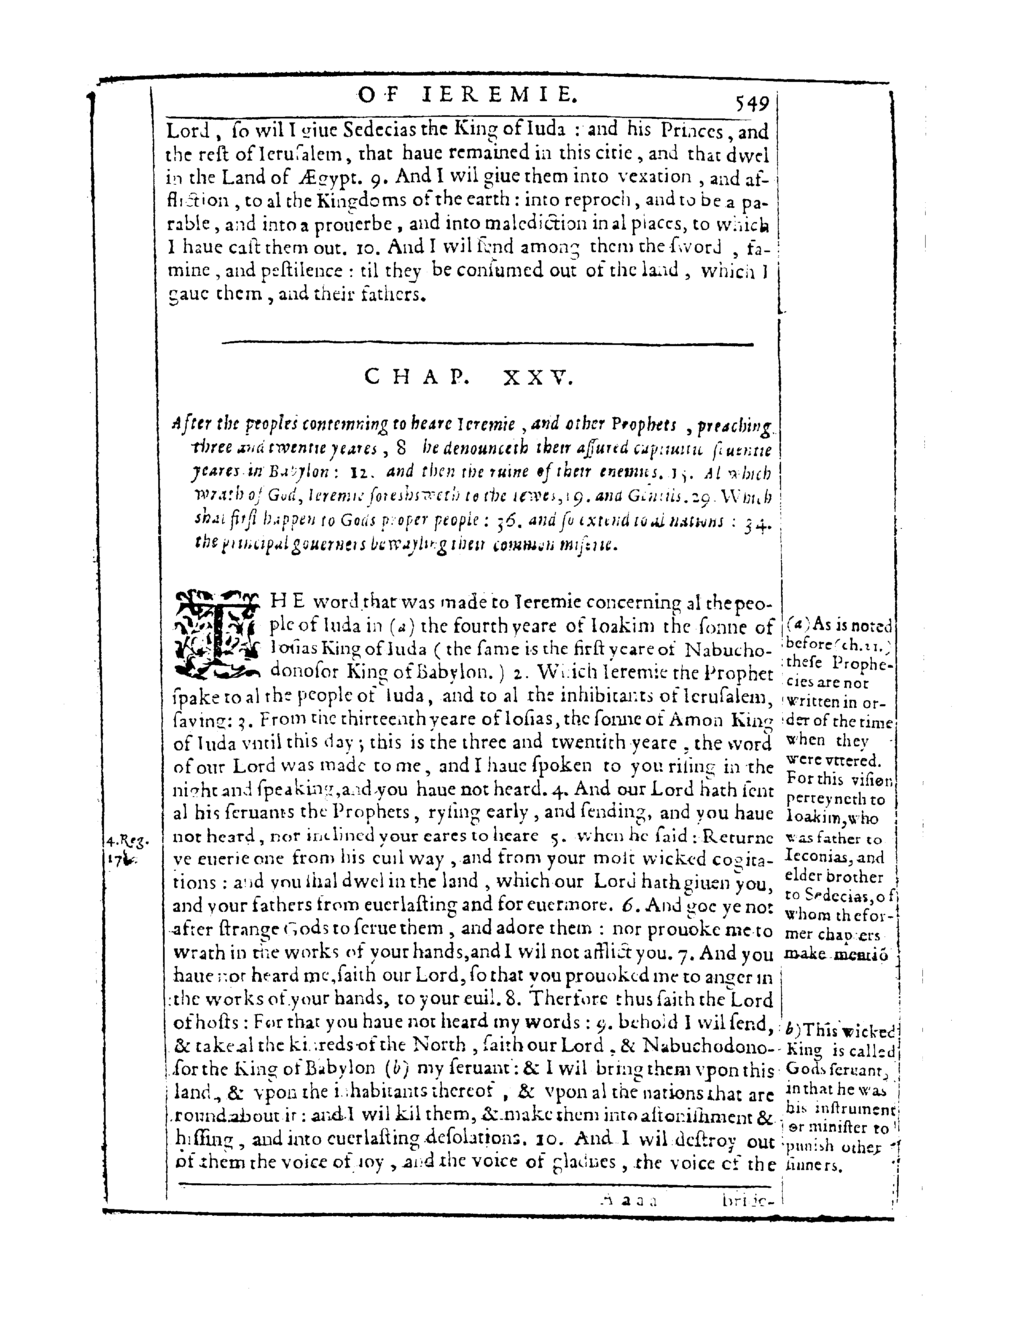 OF IEREMIE.
549
Lord, ſo wil I giue Sedecias the King of Iuda : and his Princes, and
the reſt of Ieruſalem, that haue remained in this citie, and that dwel
in the Land of Ægypt. 9. And I wil giue them into vexation, and af-
fliction, to al the Kingdoms of the earth : into reproch, and to be a pa-
rable, and into a prouerbe, and into malediction in al places, to which
I haue caſt them out. 10. And I wil ſend among them the ſword, fa-
mine, and peſtilence : til they be conſumed out of the land, which I
gaue them, and their fathers.
CHAP. XXV.
After the peoples contemning to heare Ieremie, and other Prophets, preaching
three and twentie yeares, 8 he denounceth their aſſured captiuitie ſeuentie
yeares in Babylon : 12. and then the ruine of their enemies. 15. Al which
wrath of God, Ieremie foresheweth to the Iewes, 19. and Gentils. 29. Which
shal firſt happen to Gods proper people : 36. and ſo extend to al nations : 34.
the principal gouerners bewayling their common miſerie.
THE word that was made to Ieremie concerning al the peo-
ple of Iuda in (a) the fourth yeare of Ioakim the ſonne of
Ioſias King of Iuda ( the ſame is the firſt yeare of Nabucho-
donoſor King of Babylon. ) 2. Which Ieremie the Prophet
ſpake to al the people of Iuda, and to al the inhibitants of Ieruſalem,
ſaying: 3. From the thirteenth yeare of Ioſias, the ſonne of Amon King
of Iuda vntil this day ; this is the three and twentith yeare, the word
of our Lord was made to me, and I haue ſpoken to you riſing in the
night and ſpeaking, and you haue not heard. 4. And our Lord hath ſent
al his ſeruants the Prophets, ryſing early, and ſending, and you haue
not heard, nor inclined your eares to heare 5. when he ſaid : Returne
ye euerie one from his euil way, and from your moſt wicked cogita-
tions : and you ſhal dwel in the land, which our Lord hath giuen you,
and your fathers from euerlaſting and for euermore. 6. And goe ye not
after ſtrange Gods to ſerue them, and adore them : nor prouoke me to
wrath in the works of your hands, and I wil not afflict you. 7. And you
haue not heard me, ſaith our Lord, ſo that you prouoked me to anger in
the works of your hands, to your euil. 8. Therfore thus ſaith the Lord
of hoſts : For that you haue not heard my words : 9. behold I wil ſend,
& take al the kinreds of the North, ſaith our Lord, & Nabuchodono-
ſor the King of Babylon (b) my ſeruant : & I wil bring them vpon this
land, & vpon the inhabitants thereof, & vpon al the nations that are
round about it : and I wil kil them, & make them into aſtoniſhment &
hiſſing, and into euerlaſting deſolations. 10. And I wil deſtroy out
of them the voice of ioy, and the voice of gladnes, the voice of the
Aaaa
bride-
4. Reg.
17.
(a) As is noted
before (ch. 21.)
theſe Prophe-
cies are not
written in or-
der of the time
when they
were vttered.
For this viſion
perteyneth to
Ioakim, who
was father to
Ieconias, and
elder brother
to Sedecias, of
whom the for-
mer chapters
make mentiō
b) This wicked
King is called
Gods ſeruant,
in that he was
his inſtrument
or miniſter to
punish other
ſinners.